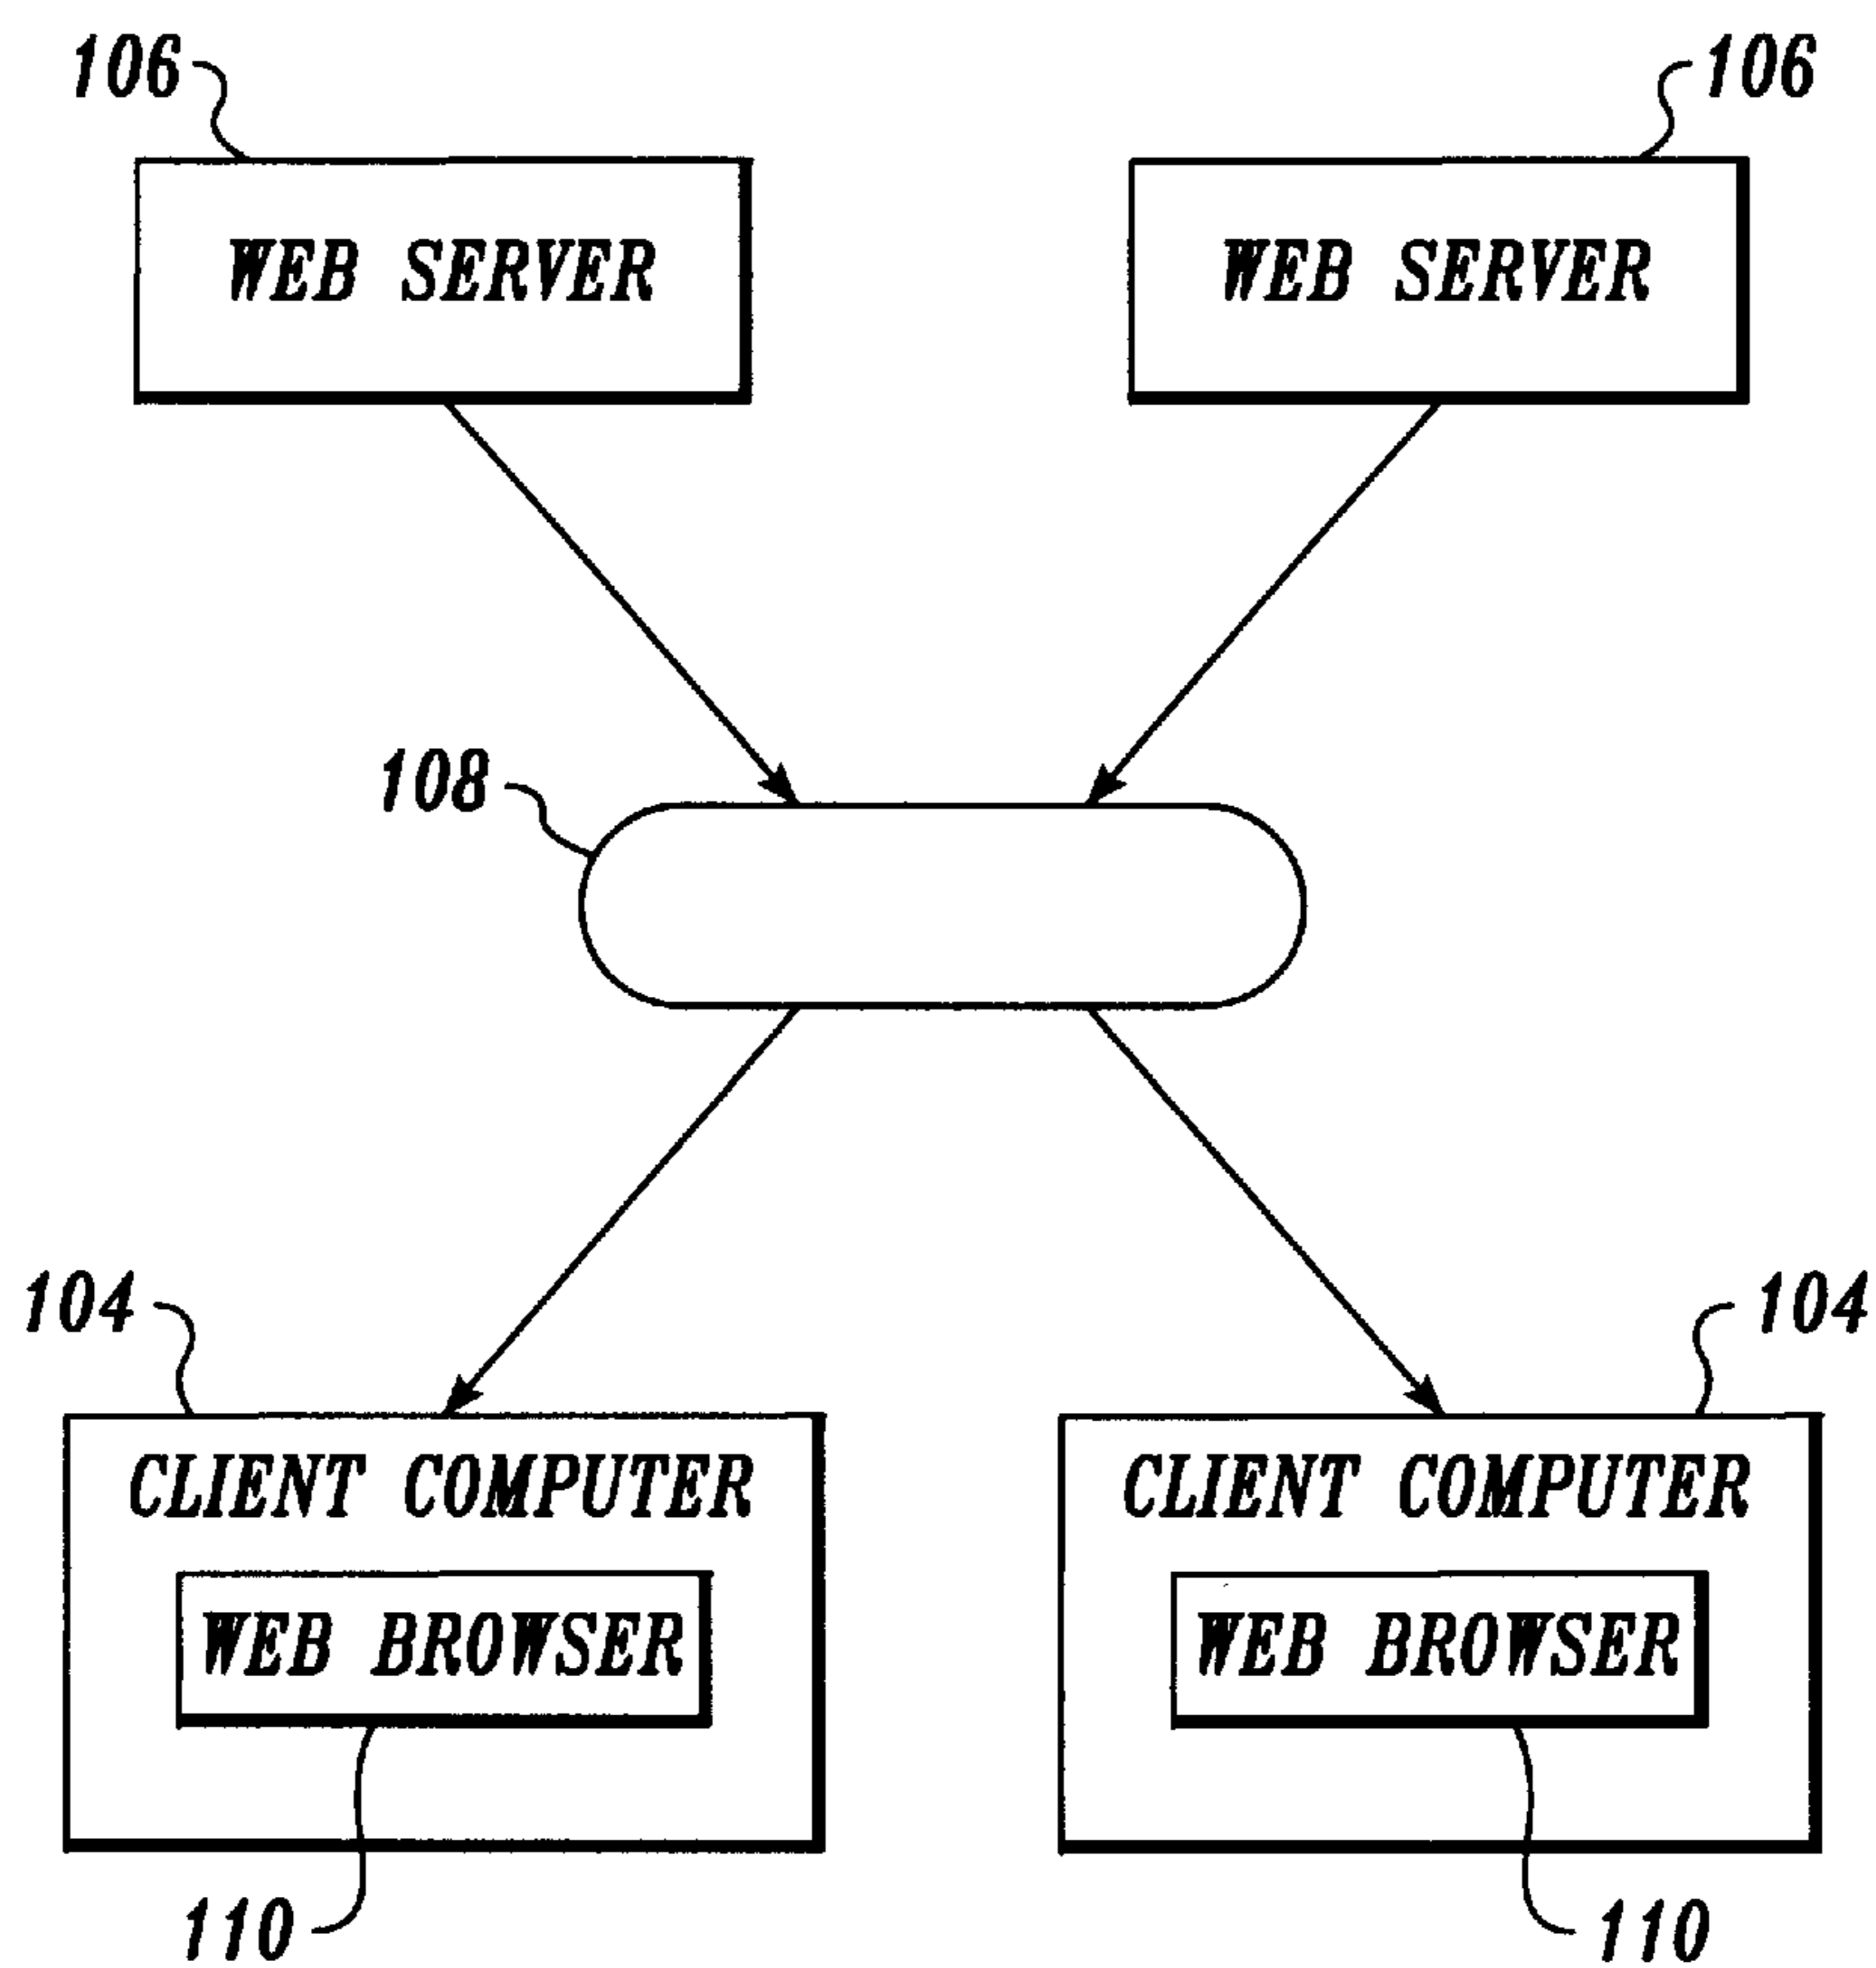 106
106
WEB SERVER
WEB SERVER
108
104
104
CLIENT COMPUTER
CLIENT COMPUTER
WEB BROWSER
WEB BROWSER
110
110